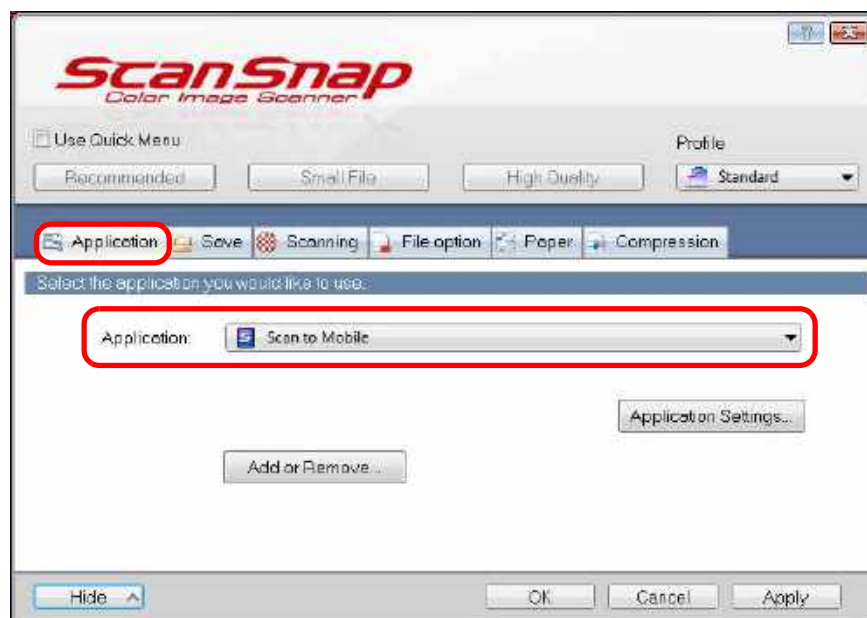 ScanSnap
Color Image Scanner
Use Quick Menu
Profile
Recommended Small File High Quality Standard
Application Save Scanning File option Paper Compression
Select the application you would like to use.
Application: Scan to Mobile
Application Settings...
Add or Remove...
Hide OK Cancel Apply